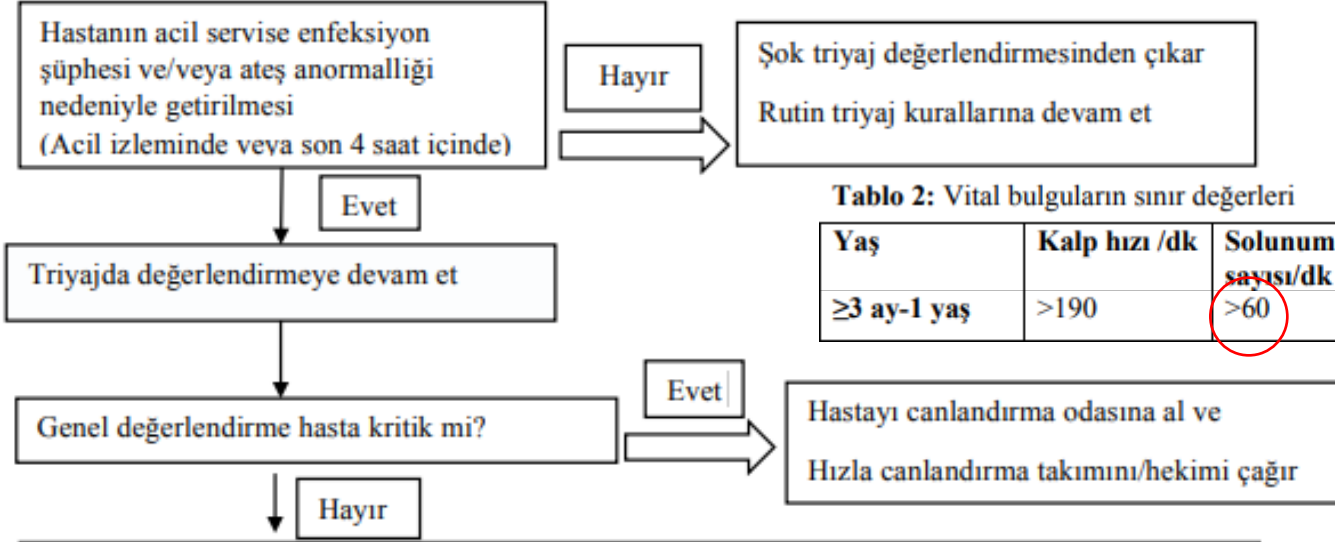 Hastanın acil servise enfeksiyon
şüphesi ve/veya ateş anormalliği
nedeniyle getirilmesi
(Acil izleminde veya son 4 saat içinde)
Hayır
Şok triyaj değerlendirmesinden çıkar
Rutin triyaj kurallarına devam et
Evet
Tablo 2: Vital bulguların sınır değerleri
Yaş
Kalp hızı /dk
Solunum
sayısı/dk
≥3 ay-1 yaş
>190
>60
Triyajda değerlendirmeye devam et
Genel değerlendirme hasta kritik mi?
Evet
Hastayı canlandırma odasına al ve
Hızla canlandırma takımını/hekimi çağır
Hayır